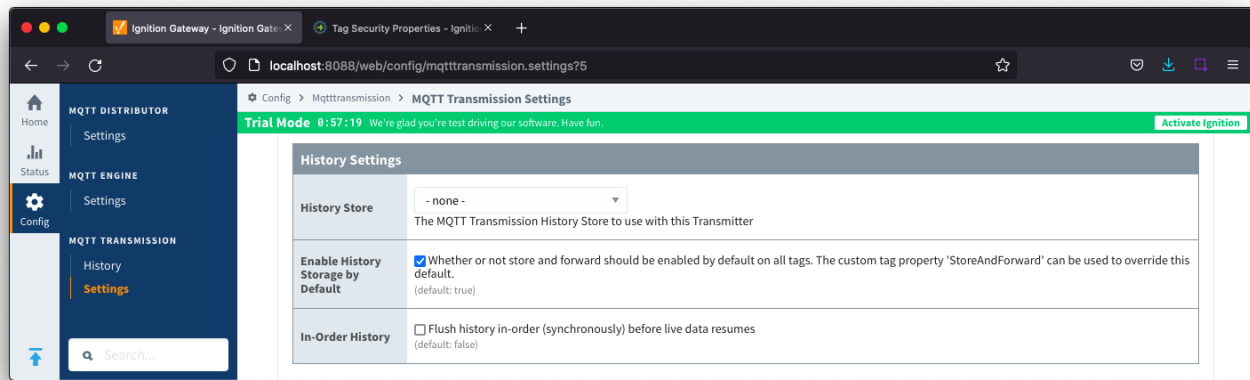 Ignition Gateway - Ignition Gate
Tag Security Properties - Ignitio
localhost:8088/web/config/mqtttransmission.settings?5
Home
Status
Config
MQTT DISTRIBUTOR
Settings
MQTT ENGINE
Settings
MQTT TRANSMISSION
History
Settings
Search...
Config > Mqtttransmission > MQTT Transmission Settings
Trial Mode 0:57:19 We're glad you're test driving our software. Have fun.
Activate Ignition
History Settings
History Store
- none -
The MQTT Transmission History Store to use with this Transmitter
Enable History
Storage by
Default
Whether or not store and forward should be enabled by default on all tags. The custom tag property 'StoreAndForward' can be used to override this
default.
(default: true)
In-Order History
Flush history in-order (synchronously) before live data resumes
(default: false)